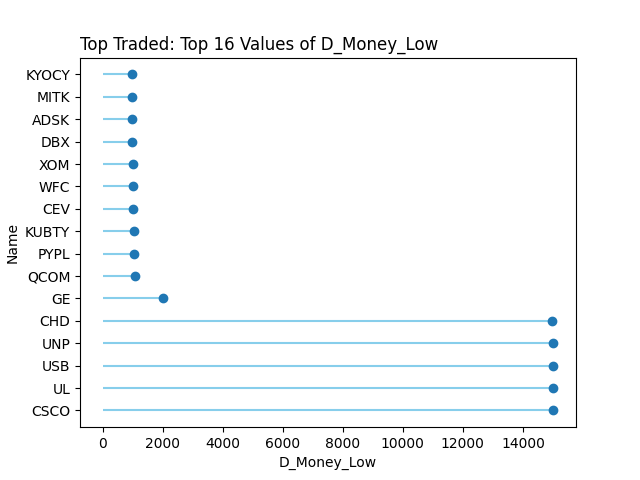 Top Traded: Top 16 Values of D_Money_Low
KYOCY
MITK
ADSK
DBX
XOM
WFC
CEV
KUBTY
PYPL
QCOM
GE
CHD
UNP
USB
UL
CSCO
Name
0 2000 4000 6000 8000 10000 12000 14000
D_Money_Low